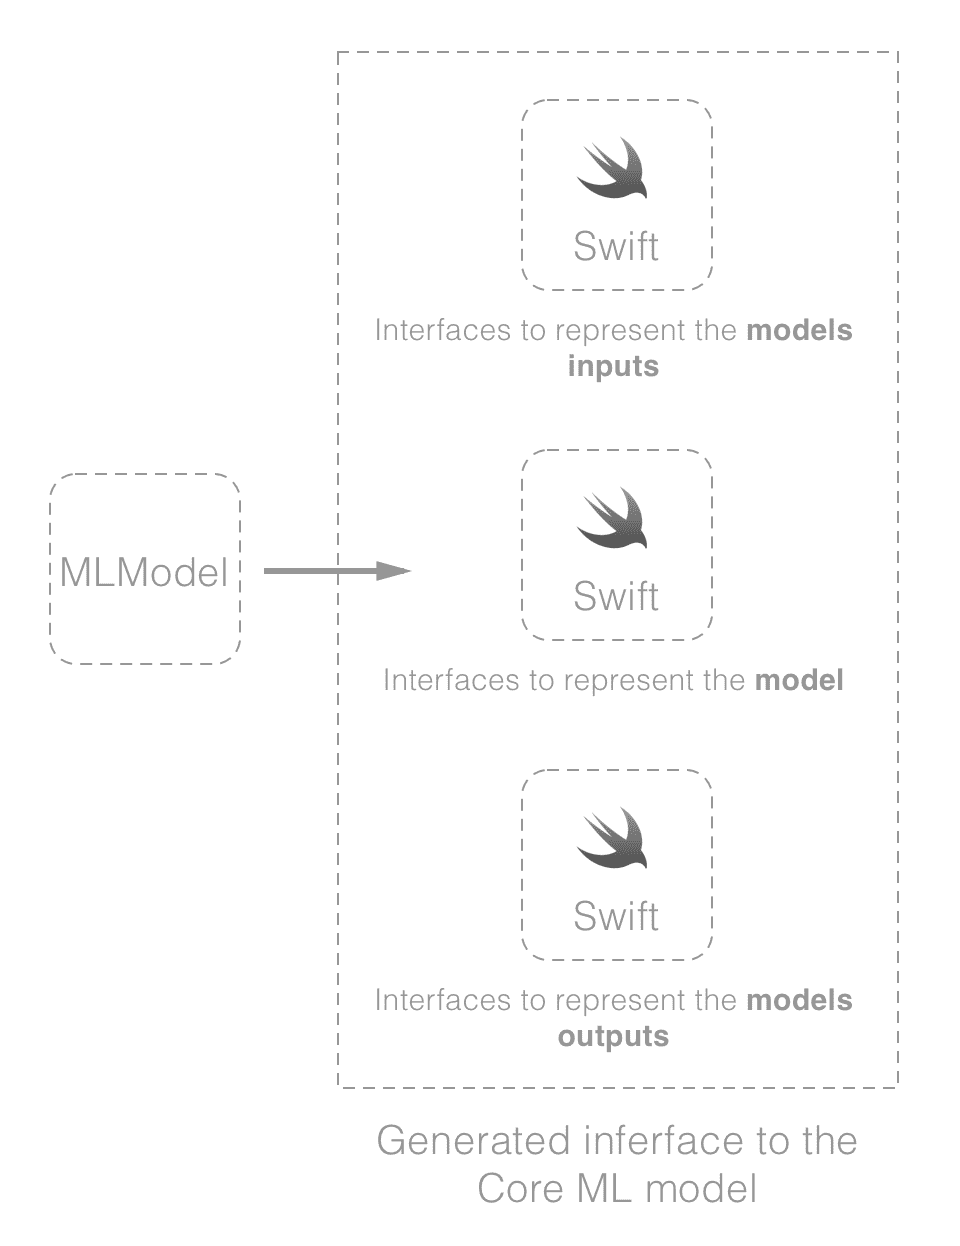 Swift
Interfaces to represent the models
inputs
MLModel
Swift
Interfaces to represent the model
Swift
Interfaces to represent the models
outputs
Generated inferface to the
Core ML model